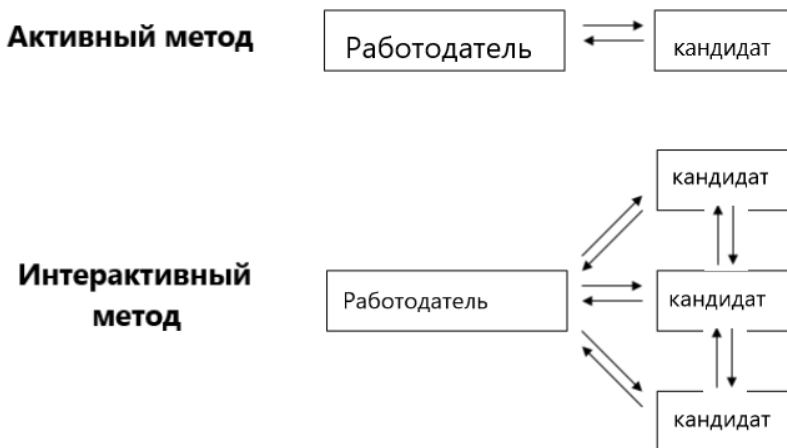 Активный метод
Работодатель
кандидат
кандидат
Интерактивный
метод
Работодатель
кандидат
кандидат